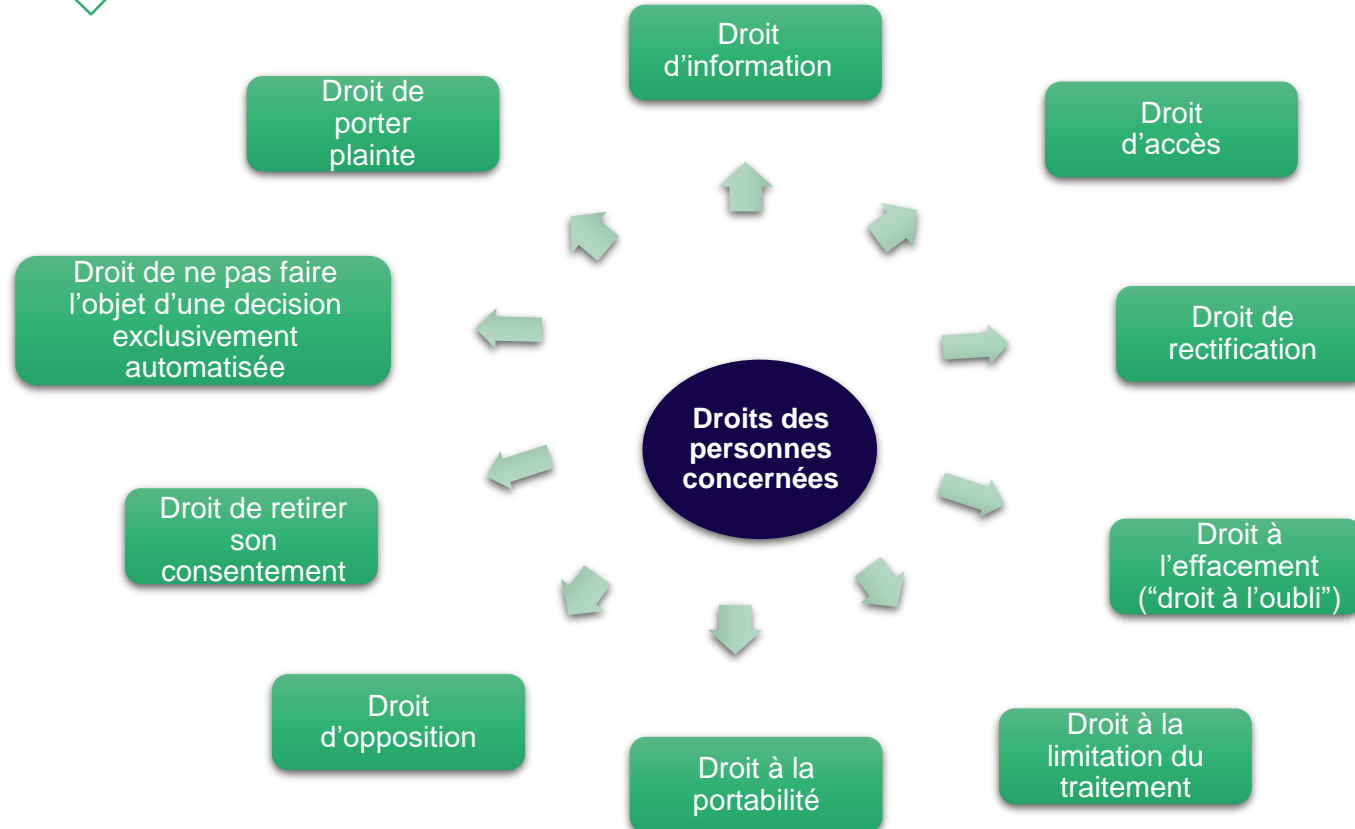 Droit
d’information
Droit de
porter
plainte
Droit
d’accès
Droit de ne pas faire
l’objet d’une decision
exclusivement
automatisée
Droit de
rectification
Droits des
personnes
concernées
Droit de retirer
son
consentement
Droit à
l’effacement
(“droit à l’oubli”)
Droit
d’opposition
Droit à la
portabilité
Droit à la
limitation du
traitement